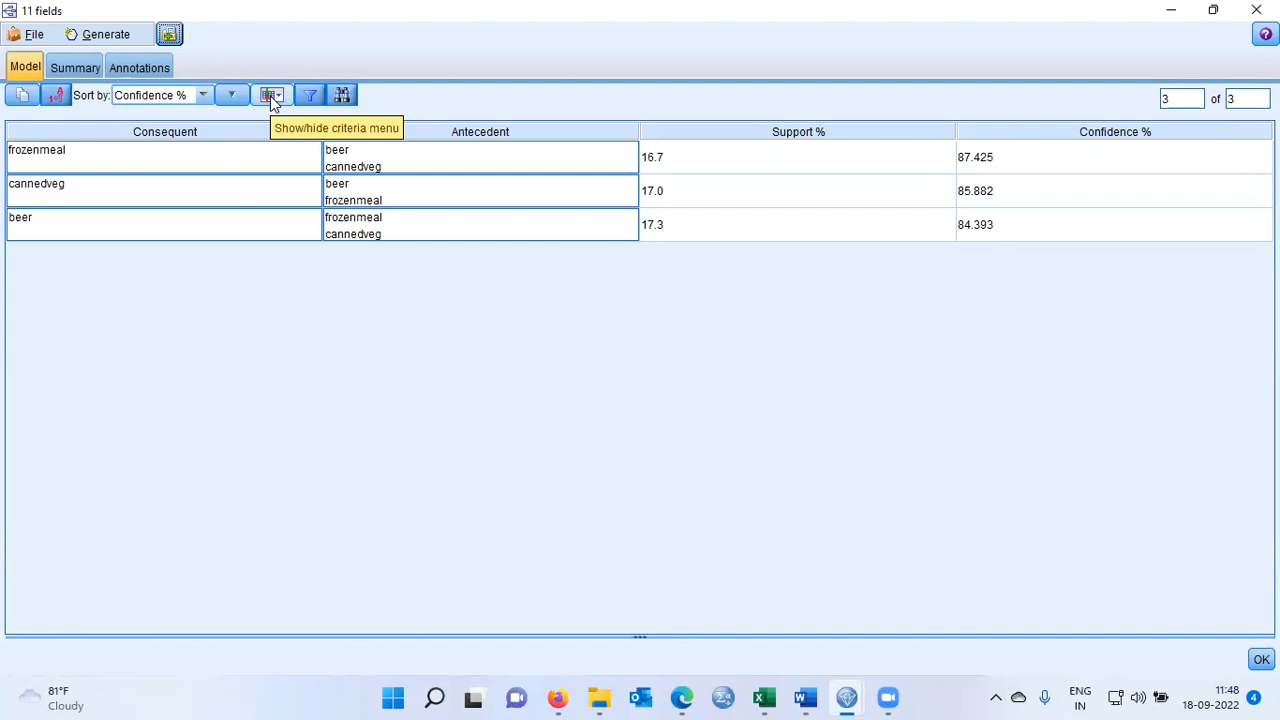 11 fields
File Generate
Model Summary Annotations
Sort by: Confidence % 3 of 3
Show/hide criteria menu
Consequent Antecedent Support % Confidence %
frozenmeal beer 16.7 87.425
cannedveg
cannedveg beer 17.0 85.882
frozenmeal
beer frozenmeal 17.3 84.393
cannedveg
OK
81°F
Cloudy
ENG
IN
11:48
18-09-2022
4